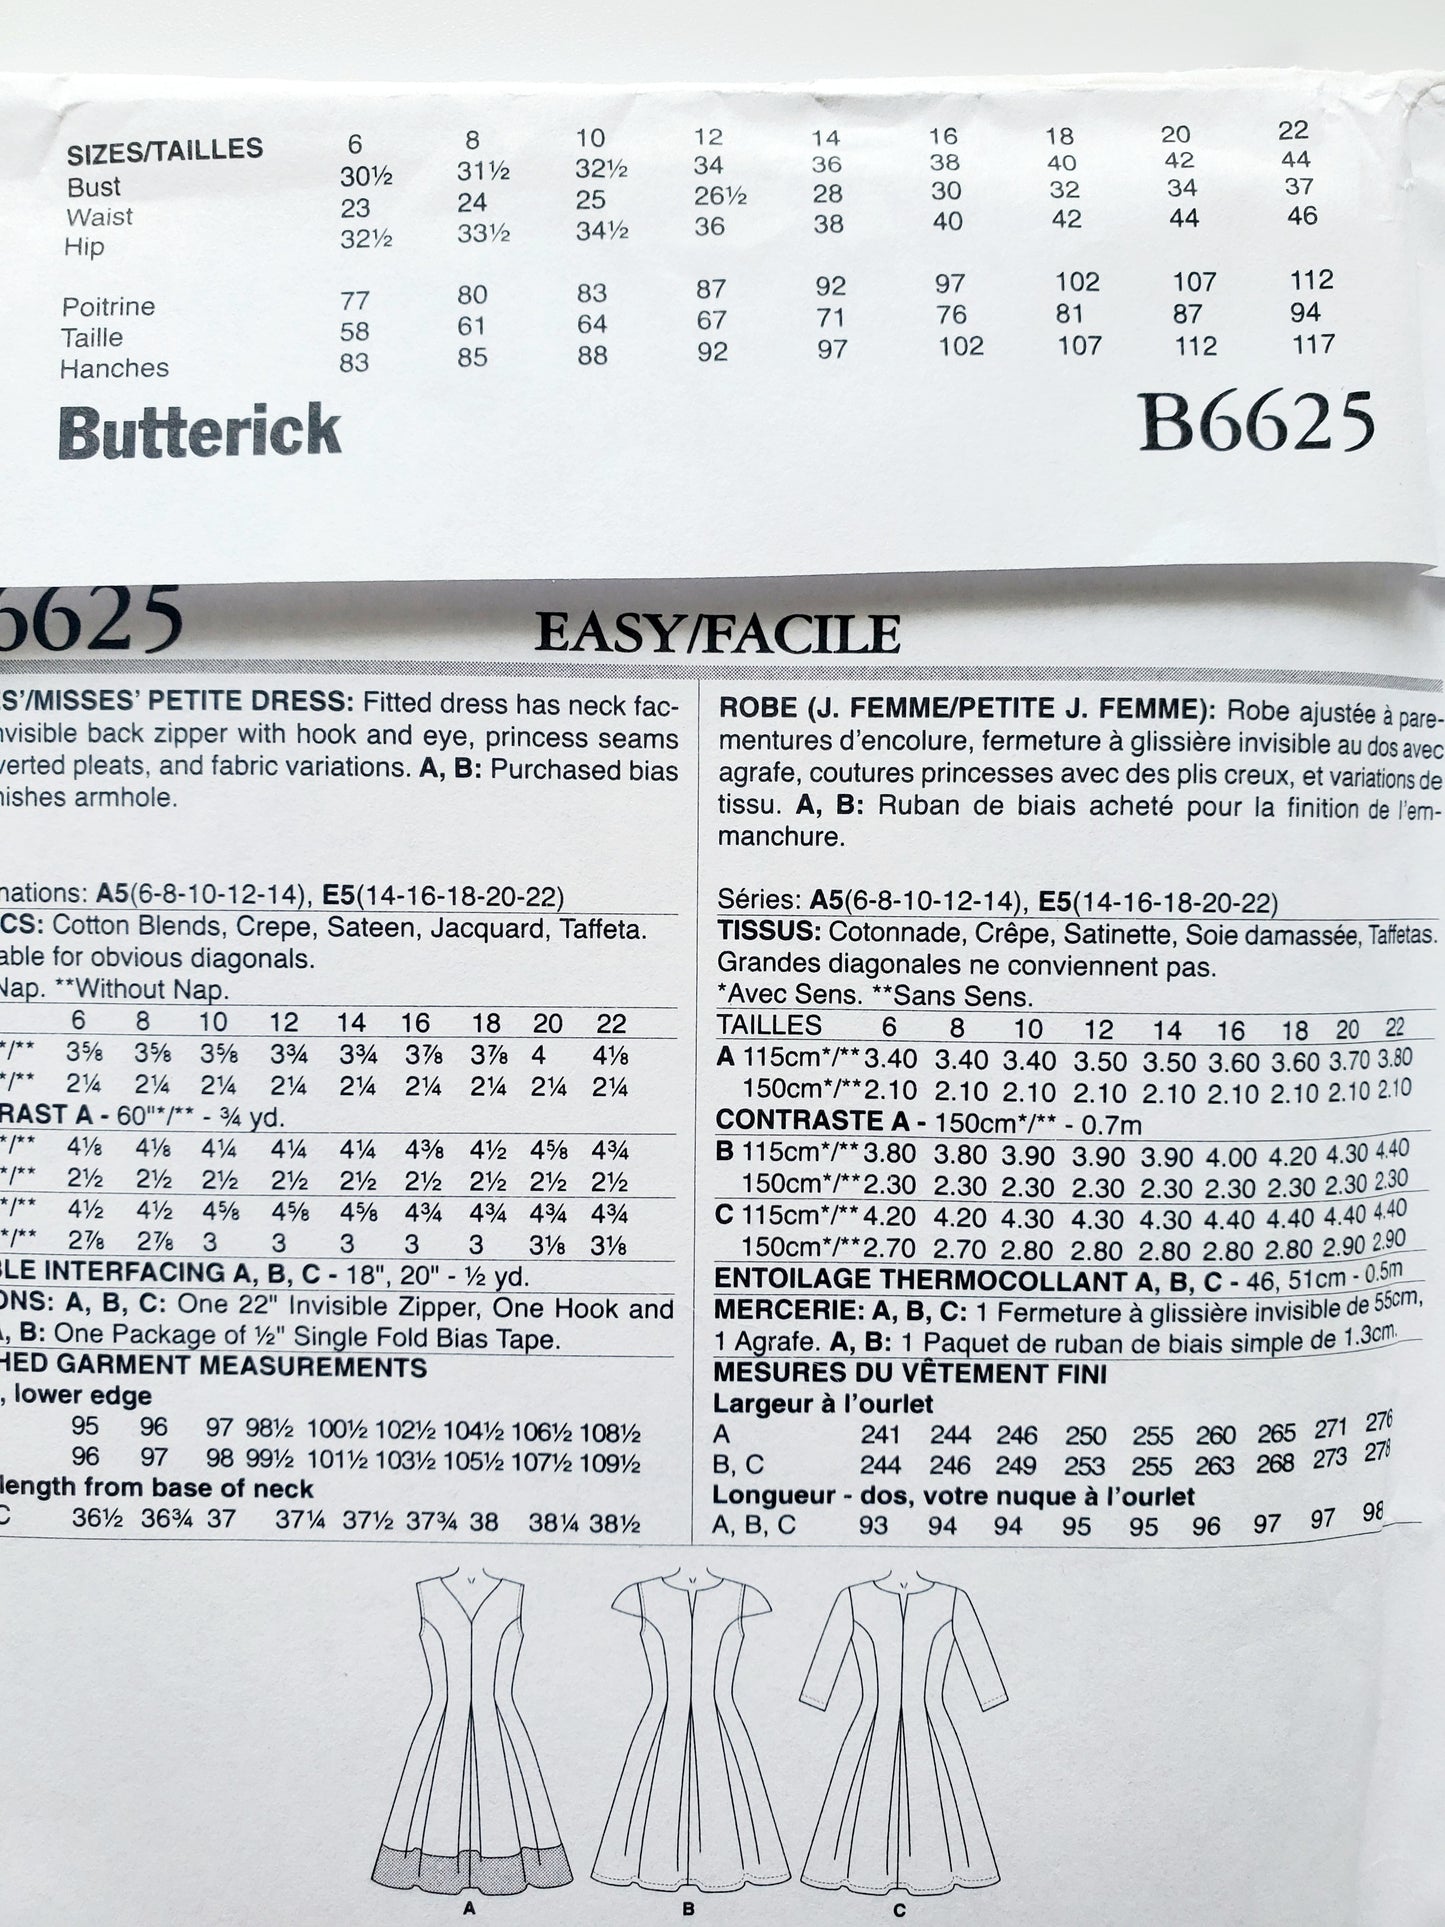 SIZES/TAILLES 6 8 10 12 14 16 18 20 22
Bust 30½ 31½ 32½ 34 36 38 40 42 44
Waist 23 24 25 26½ 28 30 32 34 37
Hip 32½ 33½ 34½ 36 38 40 42 44 46
Poitrine 77 80 83 87 92 97 102 107 112
Taille 58 61 64 67 71 76 81 87 94
Hanches 83 85 88 92 97 102 107 112 117
Butterick B6625
6625 EASY/FACILE
S'/MISSES' PETITE DRESS: Fitted dress has neck fac-
visible back zipper with hook and eye, princess seams
verted pleats, and fabric variations. A, B: Purchased bias
nishes armhole.
nations: A5(6-8-10-12-14), E5(14-16-18-20-22)
CS: Cotton Blends, Crepe, Sateen, Jacquard, Taffeta.
able for obvious diagonals.
Nap. **Without Nap.
6 8 10 12 14 16 18 20 22
*/** 3⅝ 3⅝ 3⅝ 3¾ 3¾ 3⅞ 3⅞ 4 4⅛
*/** 2¼ 2¼ 2¼ 2¼ 2¼ 2¼ 2¼ 2¼ 2¼
RAST A - 60"*/** - ¾ yd.
*/** 4⅛ 4⅛ 4¼ 4¼ 4¼ 4⅜ 4½ 4⅝ 4¾
*/** 2½ 2½ 2½ 2½ 2½ 2½ 2½ 2½ 2½
*/** 4½ 4½ 4⅝ 4⅝ 4⅝ 4¾ 4¾ 4¾ 4¾
*/** 2⅞ 2⅞ 3 3 3 3 3 3⅛ 3⅛
LE INTERFACING A, B, C - 18", 20" - ½ yd.
ONS: A, B, C: One 22" Invisible Zipper, One Hook and
A, B: One Package of ½" Single Fold Bias Tape.
HED GARMENT MEASUREMENTS
, lower edge
95 96 97 98½ 100½ 102½ 104½ 106½ 108½
96 97 98 99½ 101½ 103½ 105½ 107½ 109½
length from base of neck
C 36½ 36¾ 37 37¼ 37½ 37¾ 38 38¼ 38½
ROBE (J. FEMME/PETITE J. FEMME): Robe ajustée à pare-
mentures d'encolure, fermeture à glissière invisible au dos avec
agrafe, coutures princesses avec des plis creux, et variations de
tissu. A, B: Ruban de biais acheté pour la finition de l'em-
manchure.
Séries: A5(6-8-10-12-14), E5(14-16-18-20-22)
TISSUS: Cotonnade, Crêpe, Satinette, Soie damassée, Taffetas.
Grandes diagonales ne conviennent pas.
*Avec Sens. **Sans Sens.
TAILLES 6 8 10 12 14 16 18 20 22
A 115cm*/** 3.40 3.40 3.40 3.50 3.50 3.60 3.60 3.70 3.80
150cm*/** 2.10 2.10 2.10 2.10 2.10 2.10 2.10 2.10 2.10
CONTRASTE A - 150cm*/** - 0.7m
B 115cm*/** 3.80 3.80 3.90 3.90 3.90 4.00 4.20 4.30 4.40
150cm*/** 2.30 2.30 2.30 2.30 2.30 2.30 2.30 2.30 2.30
C 115cm*/** 4.20 4.20 4.30 4.30 4.30 4.40 4.40 4.40 4.40
150cm*/** 2.70 2.70 2.80 2.80 2.80 2.80 2.80 2.90 2.90
ENTOILAGE THERMOCOLLANT A, B, C - 46, 51cm - 0.5m
MERCERIE: A, B, C: 1 Fermeture à glissière invisible de 55cm,
1 Agrafe. A, B: 1 Paquet de ruban de biais simple de 1.3cm.
MESURES DU VÊTEMENT FINI
Largeur à l'ourlet
A 241 244 246 250 255 260 265 271 276
B, C 244 246 249 253 255 263 268 273 278
Longueur - dos, votre nuque à l'ourlet
A, B, C 93 94 94 95 95 96 97 97 98
A B C